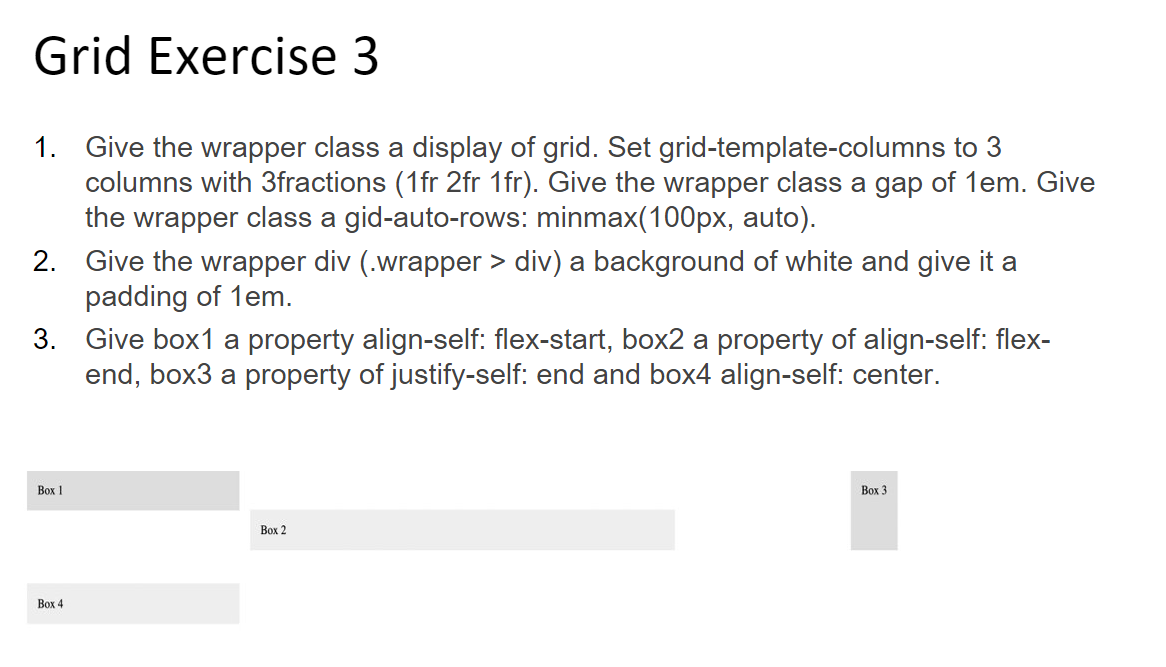 Grid Exercise 3
1. Give the wrapper class a display of grid. Set grid-template-columns to 3
columns with 3fractions (1fr 2fr 1fr). Give the wrapper class a gap of 1em. Give
the wrapper class a gid-auto-rows: minmax(100px, auto).
2. Give the wrapper div (.wrapper > div) a background of white and give it a
padding of 1em.
3. Give box1 a property align-self: flex-start, box2 a property of align-self: flex-
end, box3 a property of justify-self: end and box4 align-self: center.
Box 1
Box 3
Box 2
Box 4